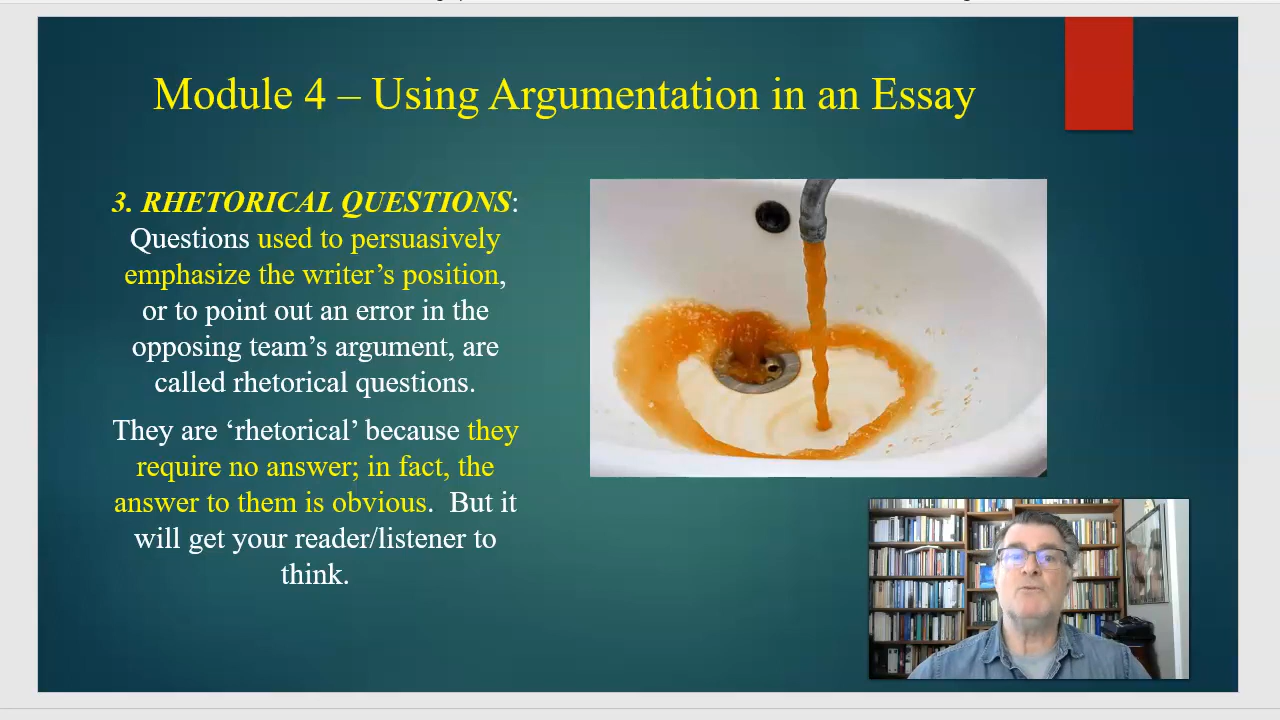 Module 4 – Using Argumentation in an Essay
3. RHETORICAL QUESTIONS:
Questions used to persuasively
emphasize the writer’s position,
or to point out an error in the
opposing team’s argument, are
called rhetorical questions.
They are ‘rhetorical’ because they
require no answer; in fact, the
answer to them is obvious.  But it
will get your reader/listener to
think.